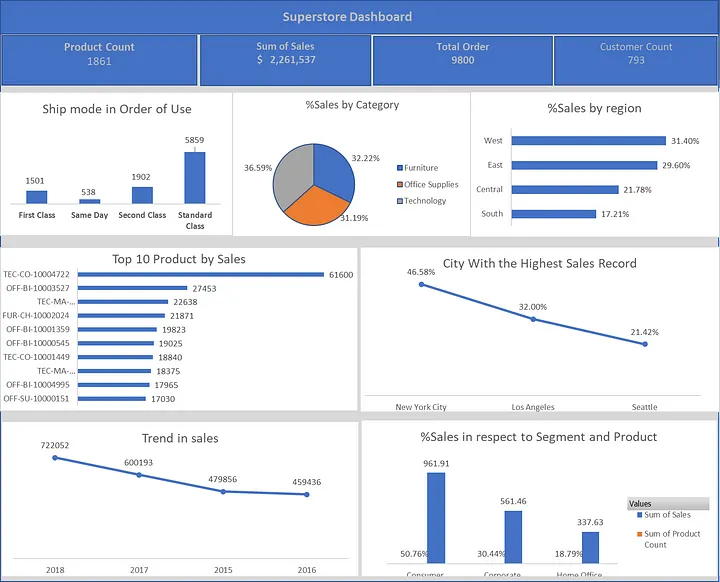 Superstore Dashboard
Product Count
1861
Sum of Sales
$ 2,261,537
Total Order
9800
Customer Count
793
Ship mode in Order of Use
5859
1501
538
1902
First Class
Same Day
Second Class
Standard
Class
%Sales by Category
36.59%
32.22%
31.19%
Furniture
Office Supplies
Technology
%Sales by region
West 31.40%
East 29.60%
Central 21.78%
South 17.21%
Top 10 Product by Sales
TEC-CO-10004722 61600
OFF-BI-10003527 27453
TEC-MA-... 22638
FUR-CH-10002024 21871
OFF-BI-10001359 19823
OFF-BI-10000545 19025
TEC-CO-10001449 18840
TEC-MA-... 18375
OFF-BI-10004995 17965
OFF-SU-10000151 17030
City With the Highest Sales Record
46.58%
32.00%
21.42%
New York City
Los Angeles
Seattle
Trend in sales
722052
600193
479856
459436
2018
2017
2015
2016
%Sales in respect to Segment and Product
961.91
561.46
337.63
50.76%
30.44%
18.79%
Consumer
Corporate
Home Office
Values
Sum of Sales
Sum of Product
Count